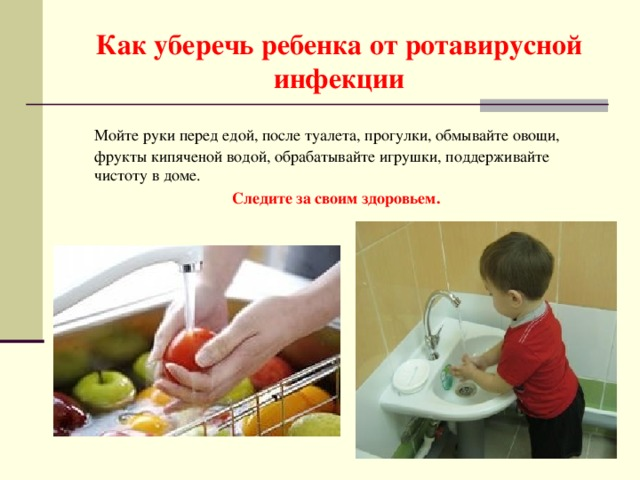 Как уберечь ребенка от ротавирусной
инфекции
Мойте руки перед едой, после туалета, прогулки, обмывайте овощи,
фрукты кипяченой водой, обрабатывайте игрушки, поддерживайте
чистоту в доме.
Следите за своим здоровьем.